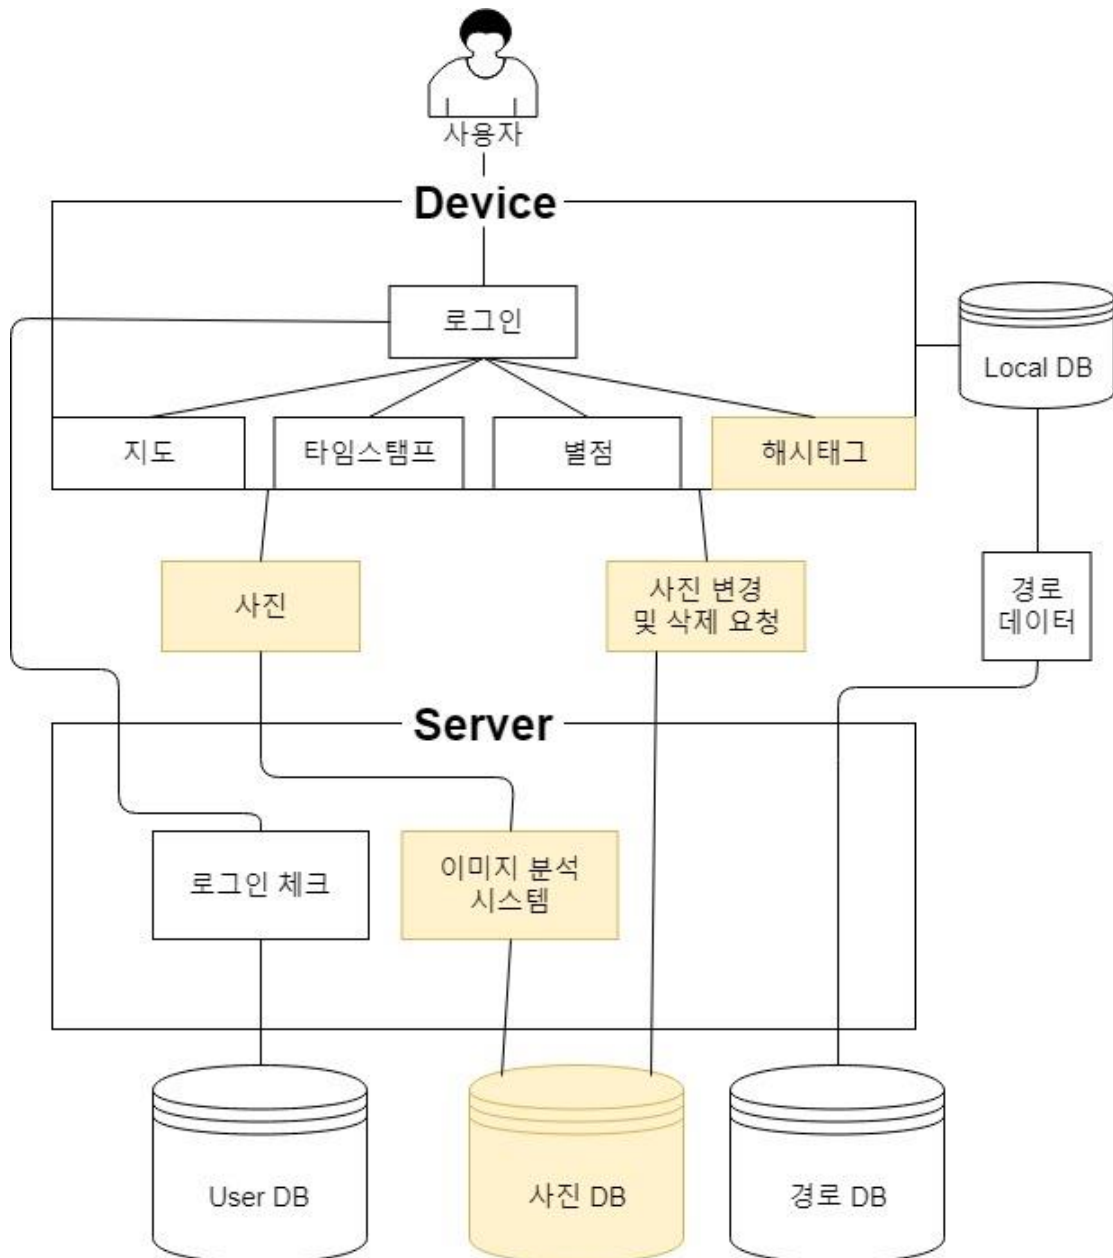 사용자
Device
로그인
Local DB
지도
타임스탬프
별점
해시태그
사진
사진 변경
및 삭제 요청
경로
데이터
Server
로그인 체크
이미지 분석
시스템
User DB
사진 DB
경로 DB